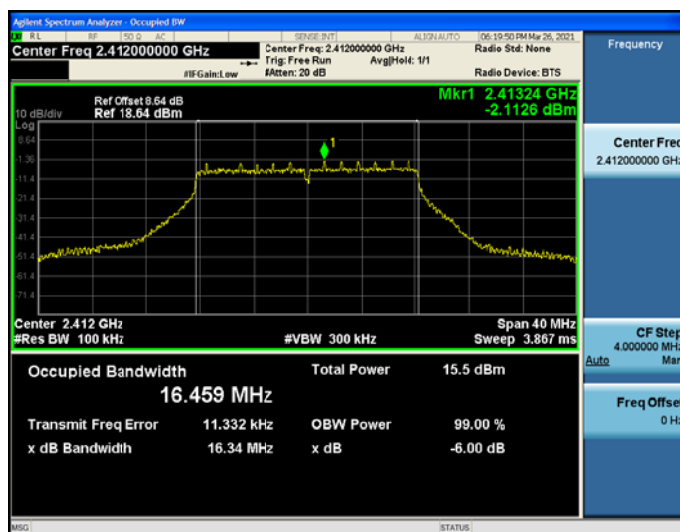 Agilent Spectrum Analyzer - Occupied BW
RL RF 50 Ω AC SENSE:INT ALIGN AUTO 06:19:50 PM Mar 26, 2021
Center Freq 2.412000000 GHz
Center Freq: 2.412000000 GHz
Radio Std: None
Trig: Free Run Avg|Hold: 1/1
#IFGain:Low #Atten: 20 dB Radio Device: BTS
Frequency
Ref Offset 8.64 dB
10 dB/div Ref 18.64 dBm
Mkr1 2.41324 GHz
-2.1126 dBm
Log
8.64
-1.36
-11.4
-21.4
-31.4
-41.4
-51.4
-61.4
-71.4
1
Center 2.412 GHz Span 40 MHz
#Res BW 100 kHz #VBW 300 kHz Sweep 3.867 ms
Occupied Bandwidth Total Power 15.5 dBm
16.459 MHz
Transmit Freq Error 11.332 kHz OBW Power 99.00 %
x dB Bandwidth 16.34 MHz x dB -6.00 dB
Center Freq
2.412000000 GHz
CF Step
4.000000 MHz
Auto Man
Freq Offset
0 Hz
MSG STATUS